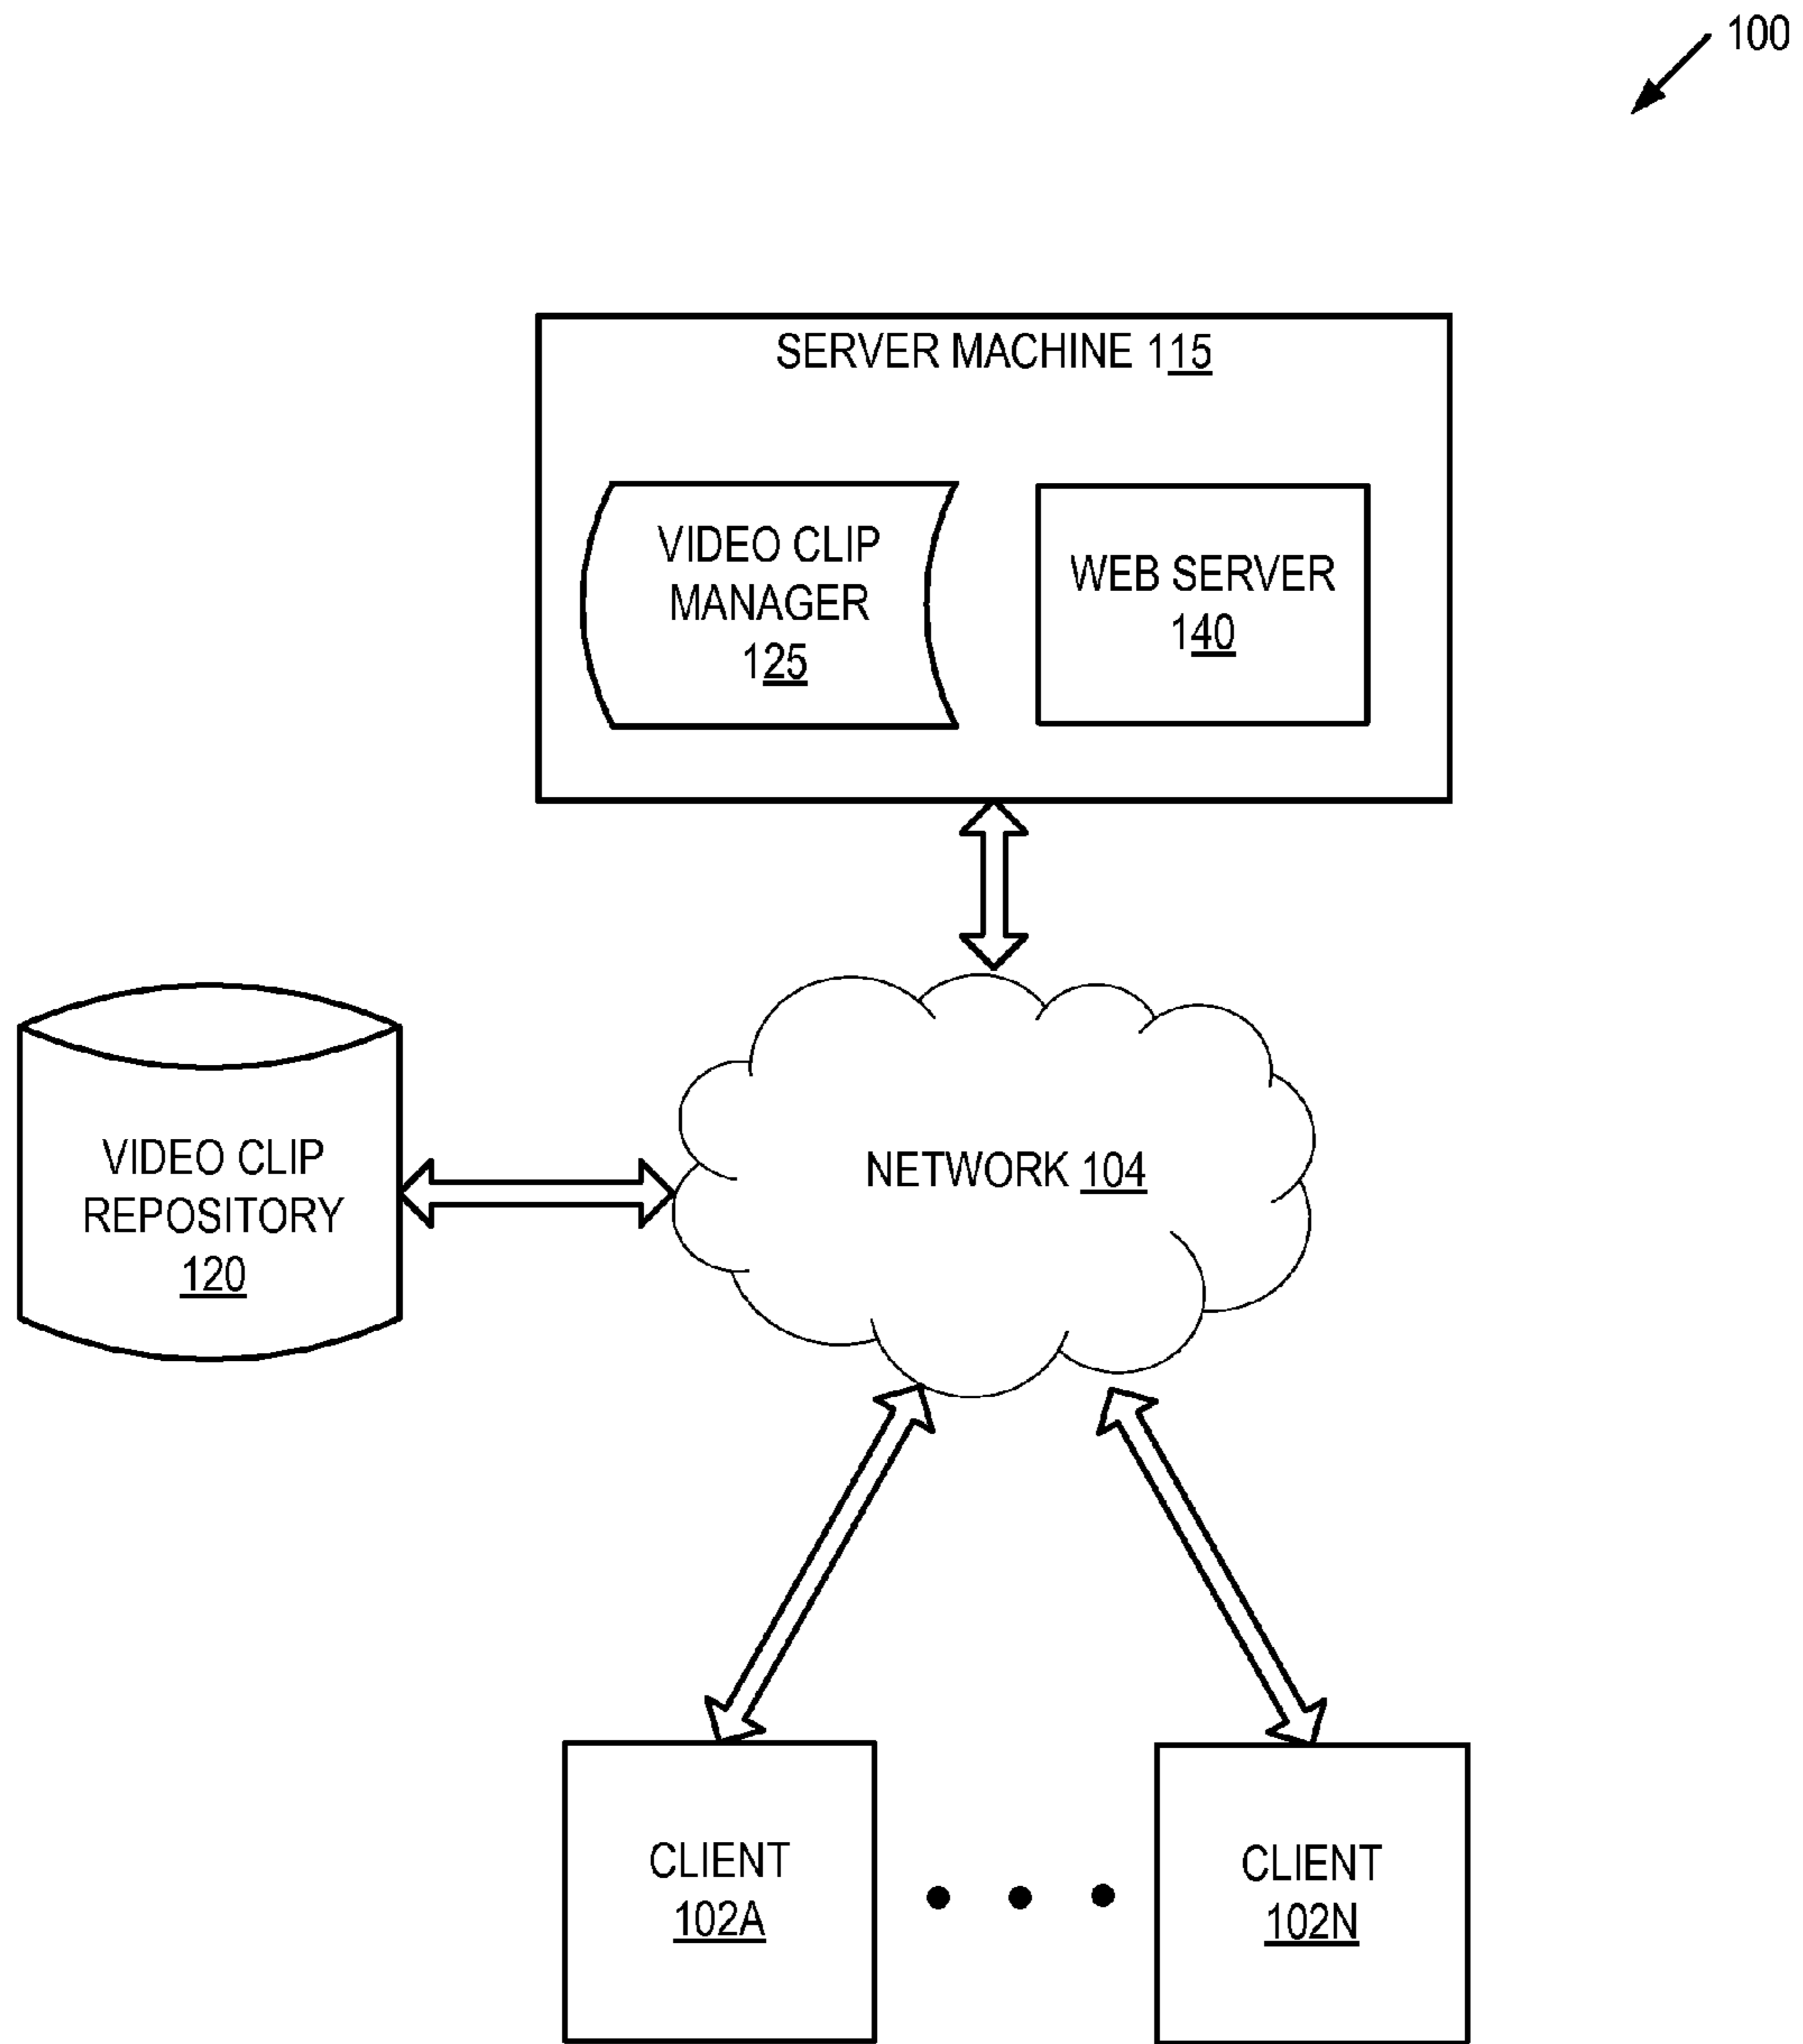 100
SERVER MACHINE 115
VIDEO CLIP
MANAGER
125
WEB SERVER
140
VIDEO CLIP
REPOSITORY
120
NETWORK 104
CLIENT
102A
CLIENT
102N